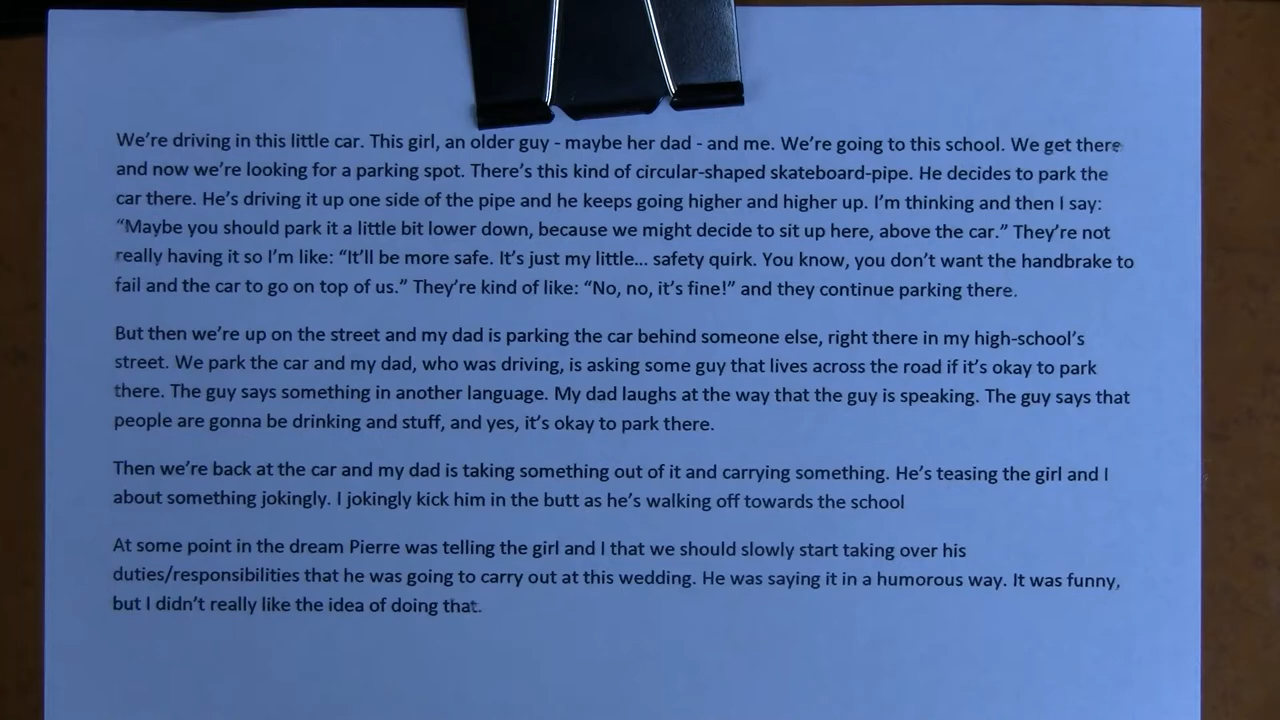 We're driving in this little car. This girl, an older guy - maybe her dad - and me. We're going to this school. We get there
and now we're looking for a parking spot. There's this kind of circular-shaped skateboard-pipe. He decides to park the
car there. He's driving it up one side of the pipe and he keeps going higher and higher up. I'm thinking and then I say:
“Maybe you should park it a little bit lower down, because we might decide to sit up here, above the car.” They're not
really having it so I'm like: “It'll be more safe. It's just my little... safety quirk. You know, you don't want the handbrake to
fail and the car to go on top of us.” They're kind of like: “No, no, it's fine!” and they continue parking there.
But then we're up on the street and my dad is parking the car behind someone else, right there in my high-school's
street. We park the car and my dad, who was driving, is asking some guy that lives across the road if it's okay to park
there. The guy says something in another language. My dad laughs at the way that the guy is speaking. The guy says that
people are gonna be drinking and stuff, and yes, it's okay to park there.
Then we're back at the car and my dad is taking something out of it and carrying something. He's teasing the girl and I
about something jokingly. I jokingly kick him in the butt as he's walking off towards the school
At some point in the dream Pierre was telling the girl and I that we should slowly start taking over his
duties/responsibilities that he was going to carry out at this wedding. He was saying it in a humorous way. It was funny,
but I didn't really like the idea of doing that.